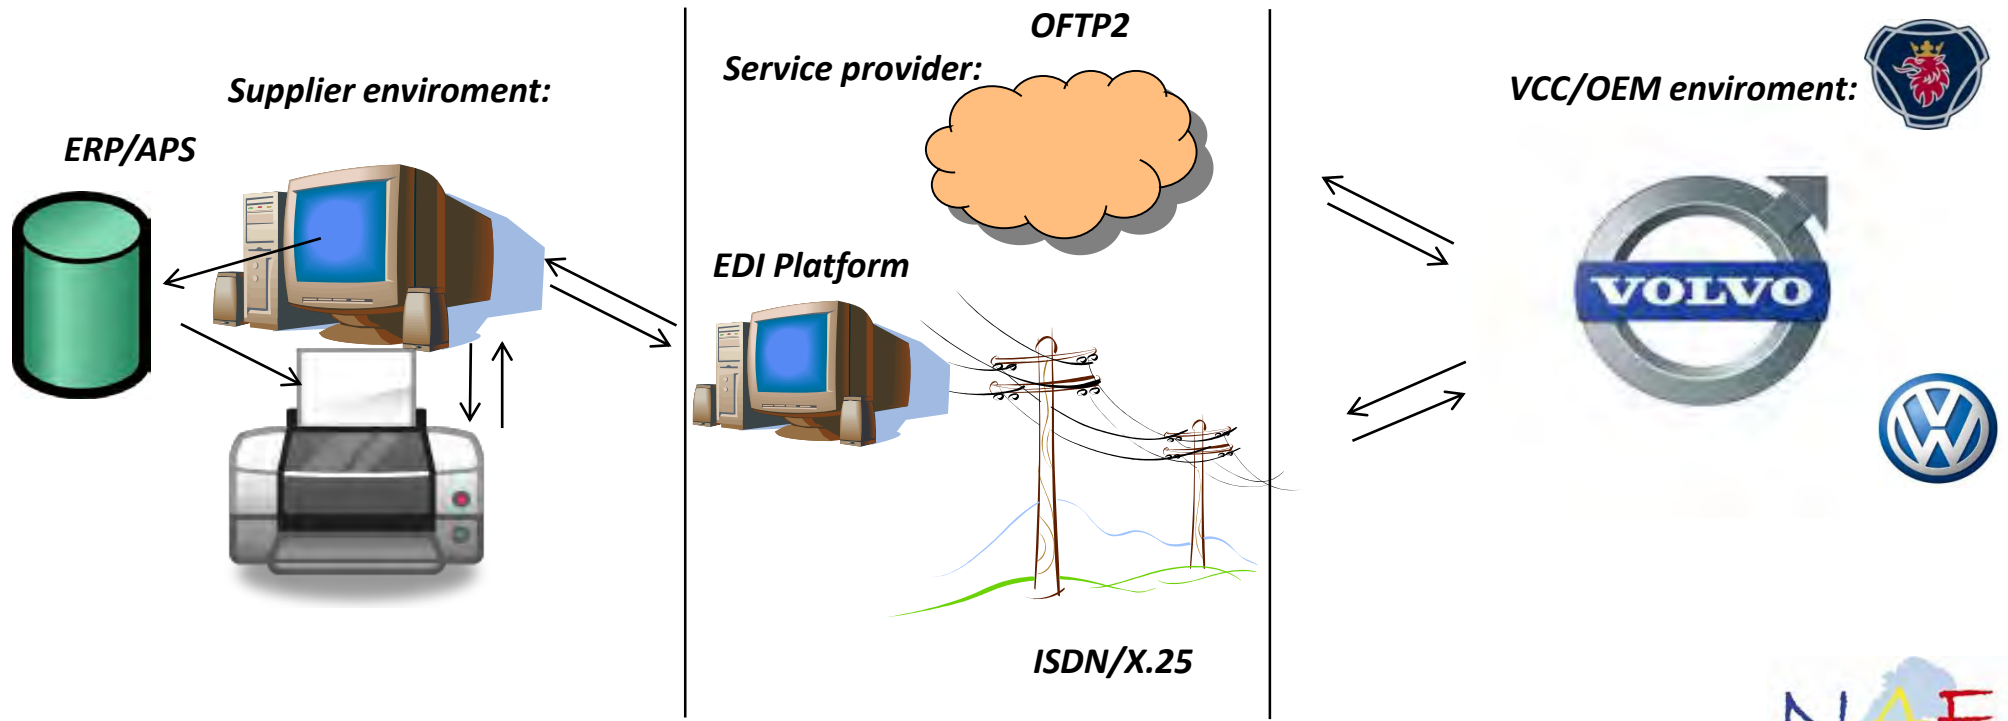 OFTP2
Service provider:
Supplier enviroment:
VCC/OEM enviroment:
ERP/APS
EDI Platform
VOLVO
ISDN/X.25